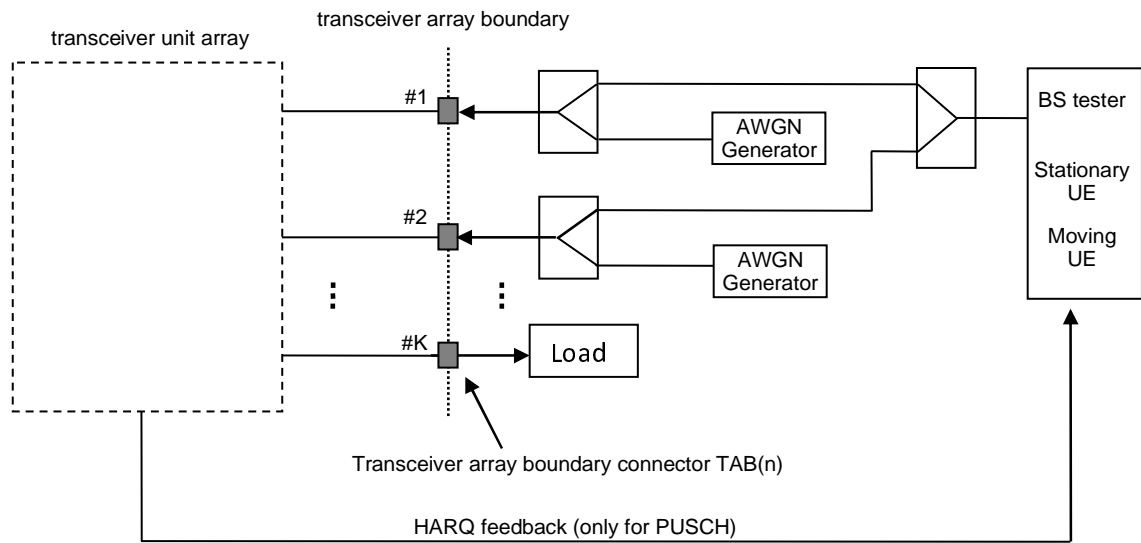 transceiver array boundary
transceiver unit array
#1
AWGN
Generator
BS tester
Stationary
UE
Moving
UE
#2
AWGN
Generator
#K
Load
Transceiver array boundary connector TAB(n)
HARQ feedback (only for PUSCH)